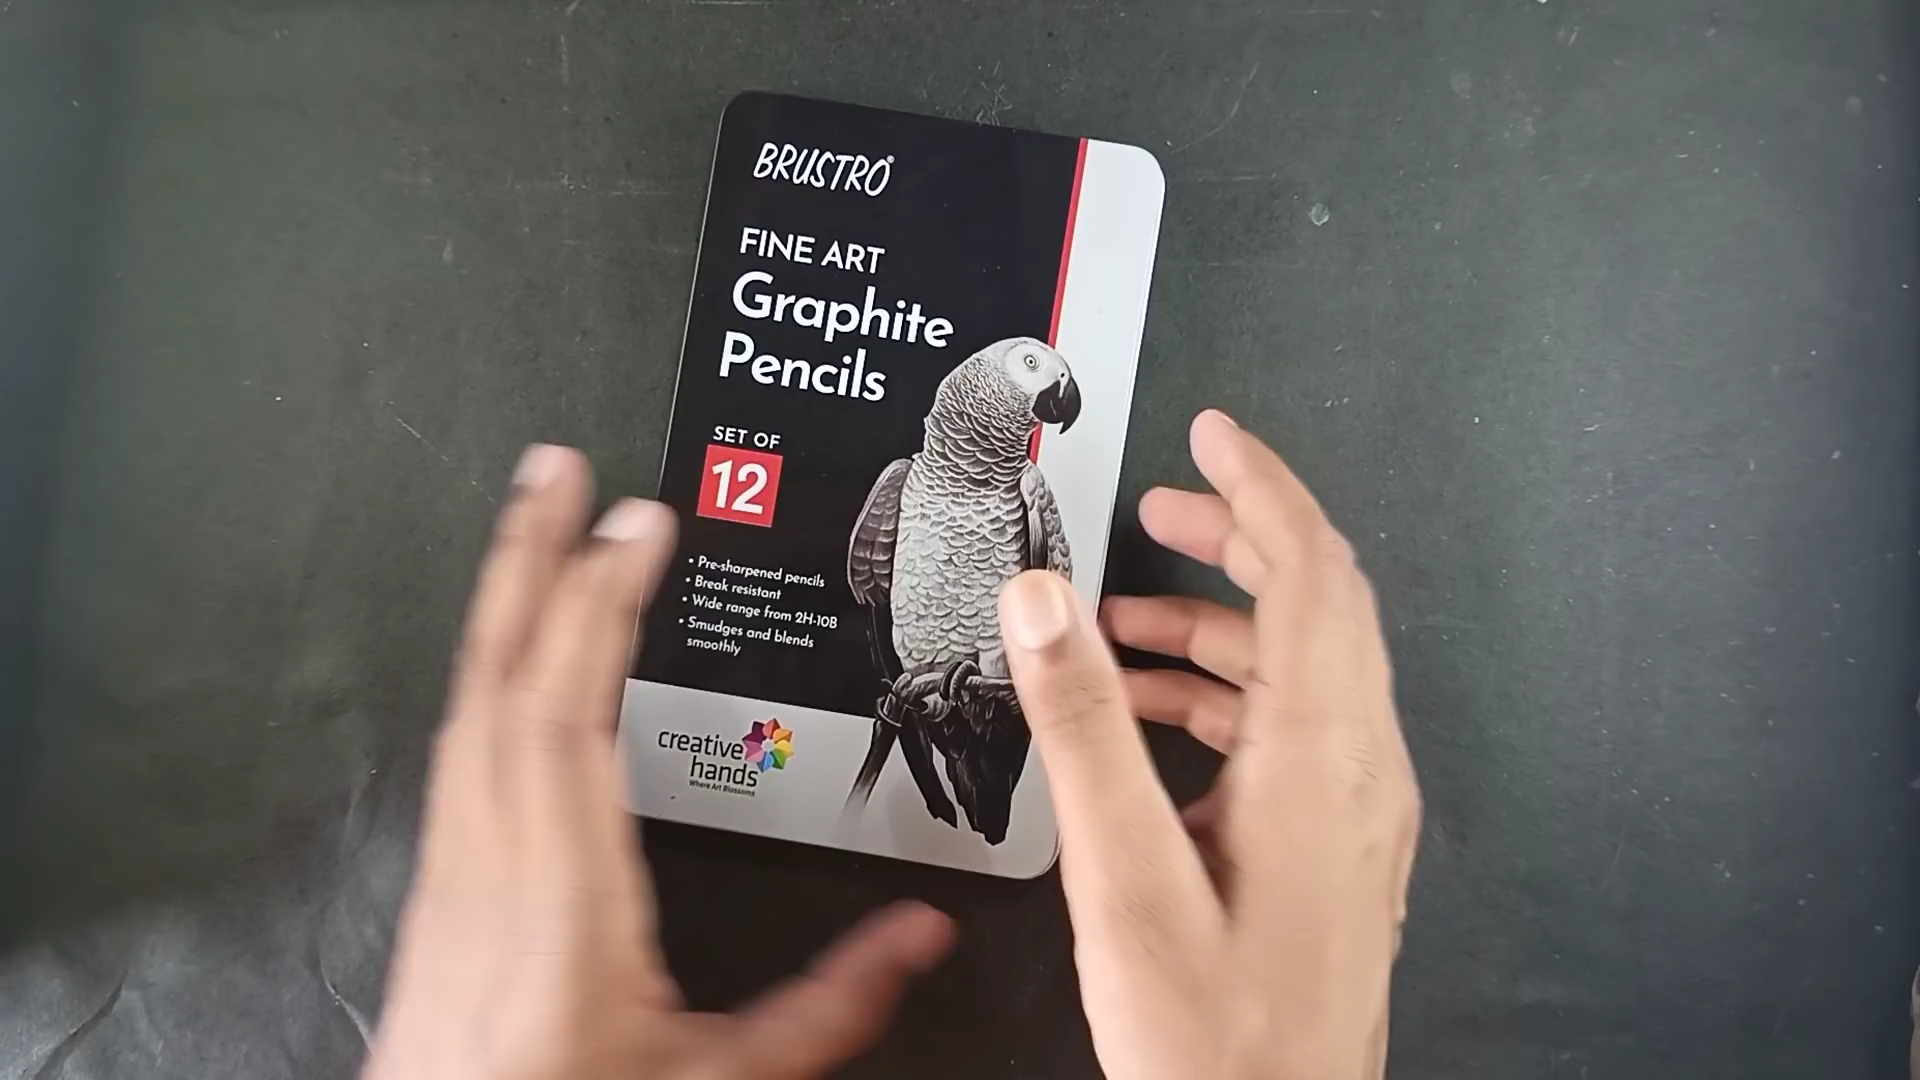 BRUSTRO®
FINE ART
Graphite
Pencils
SET OF
12
• Pre-sharpened pencils
• Break resistant
• Wide range from 2H-10B
• Smudges and blends
smoothly
creative
hands
Where Art Blossoms